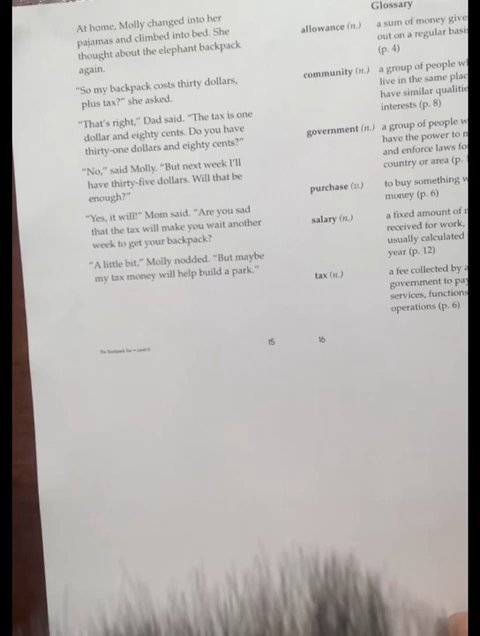 At home, Molly changed into her
pajamas and climbed into bed. She
thought about the elephant backpack
again.
"So my backpack costs thirty dollars,
plus tax?" she asked.
"That's right," Dad said. "The tax is one
dollar and eighty cents. Do you have
thirty-one dollars and eighty cents?"
"No," said Molly. "But next week I'll
have thirty-five dollars. Will that be
enough?"
"Yes, it will!" Mom said. "Are you sad
that the tax will make you wait another
week to get your backpack?
"A little bit," Molly nodded. "But maybe
my tax money will help build a park."
15
Glossary
allowance (n.) a sum of money give
out on a regular basi
(p. 4)
community (n.) a group of people w
live in the same plac
have similar qualitie
interests (p. 8)
government (n.) a group of people w
have the power to
and enforce laws fo
country or area (p.
purchase (v.) to buy something w
money (p. 6)
salary (n.) a fixed amount of
received for work,
usually calculated
year (p. 12)
tax (n.) a fee collected by a
government to pay
services, functions
operations (p. 6)
16